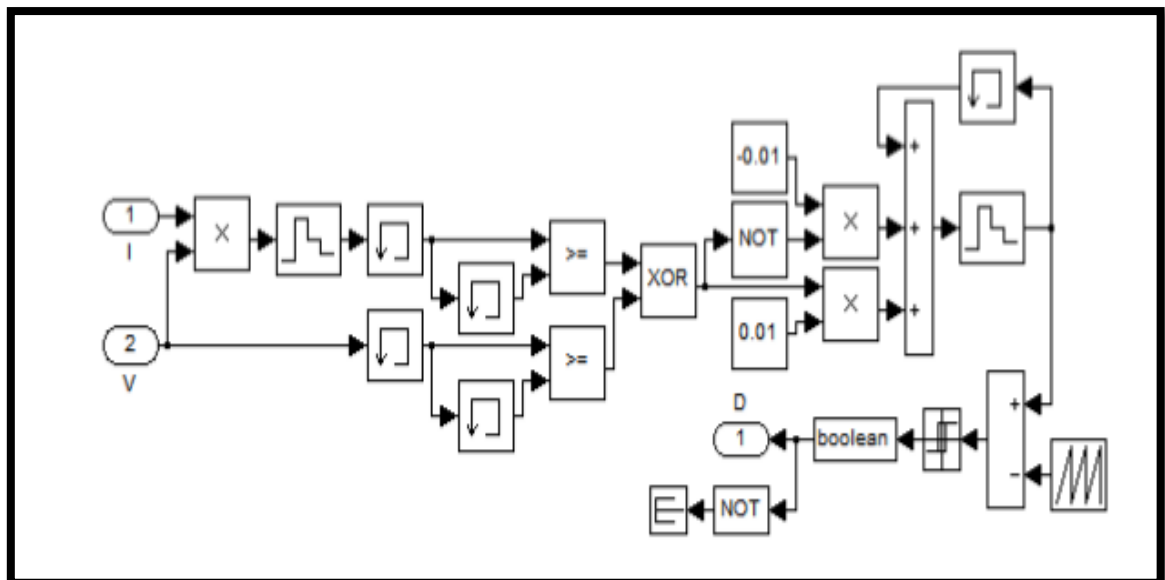 1
I
2
V
X
>=
>=
XOR
-0.01
NOT
0.01
X
X
+
+
+
+
−
D
1
boolean
NOT